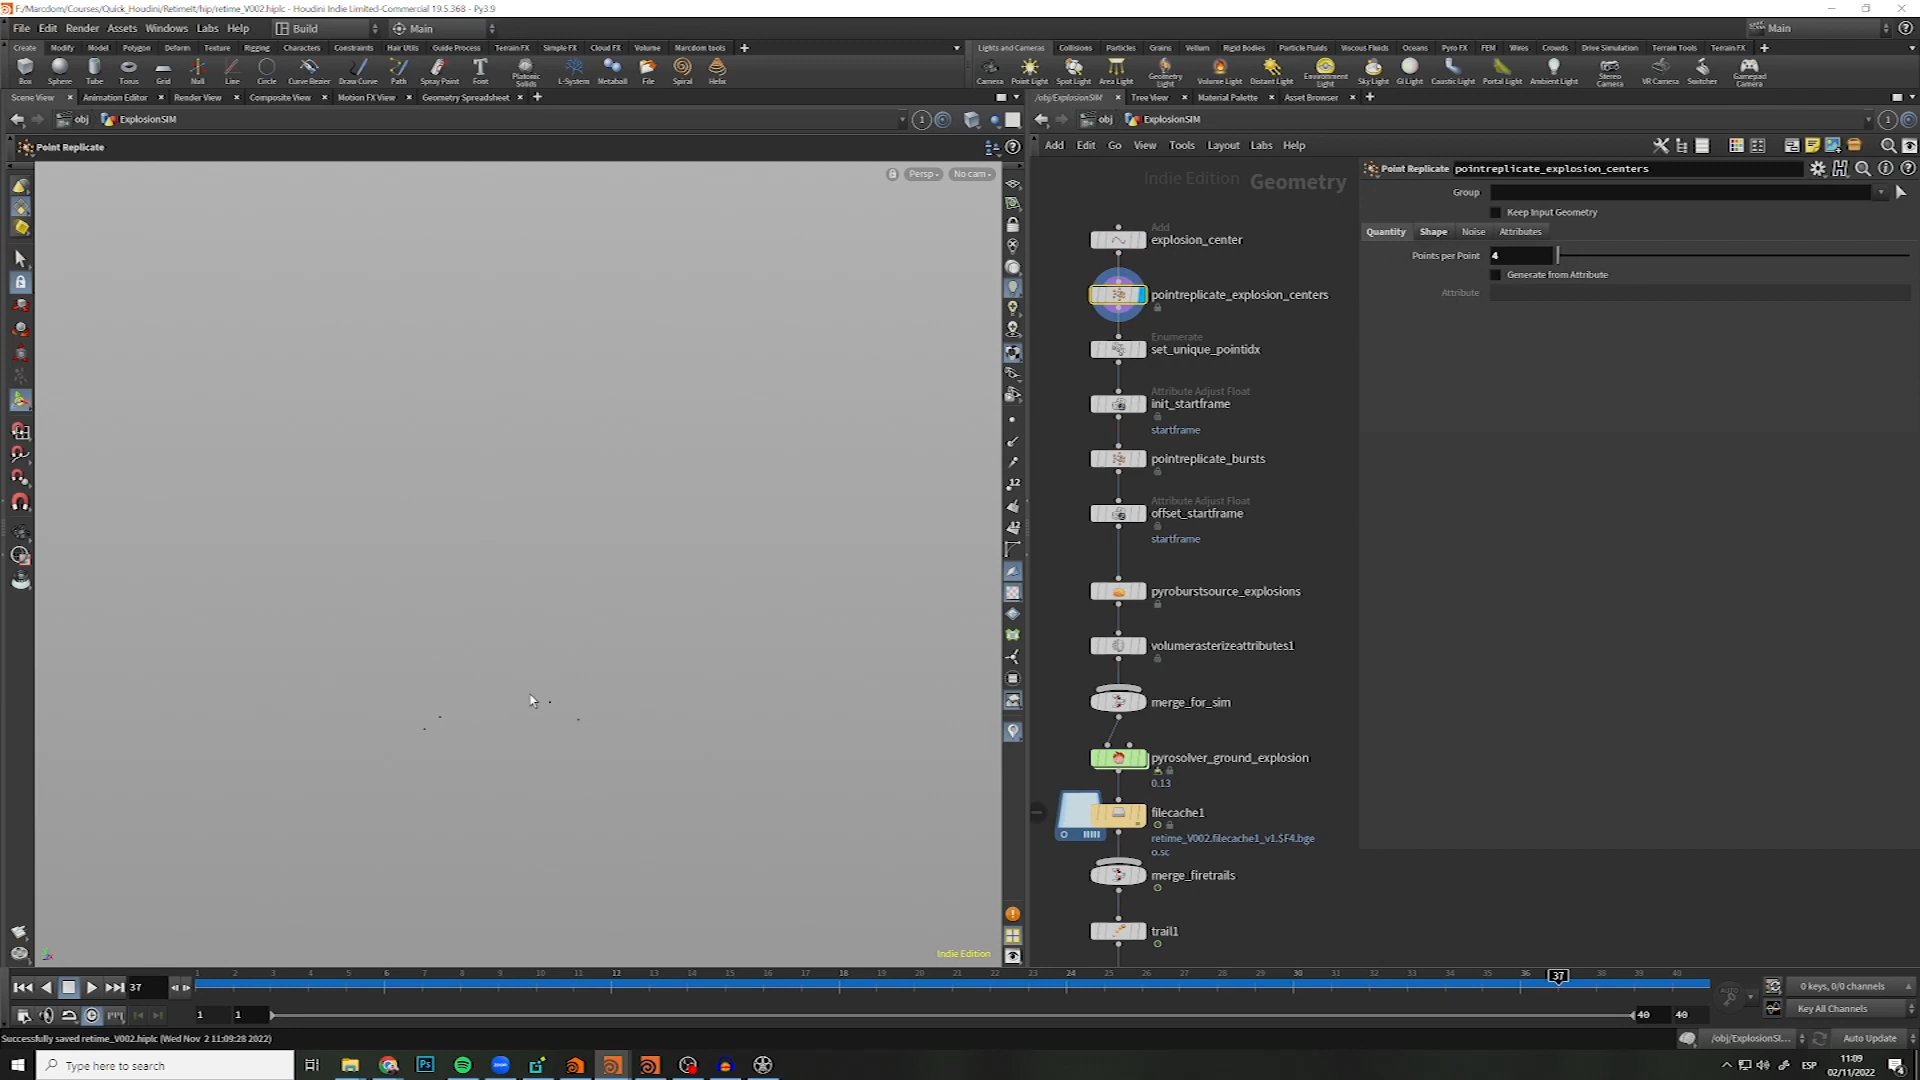 F:/Marcdom/Courses/Quick_Houdini/Retimeit/hip/retime_V002.hiplc - Houdini Indie Limited-Commercial 19.5.368 - Py3.9
File Edit Render Assets Windows Labs Help Build Main Main
Create Modify Model Polygon Deform Texture Rigging Characters Constraints Hair Utils Guide Process Terrain FX Simple FX Cloud FX Volume Marcdom tools
Lights and Cameras Collisions Particles Grains Vellum Rigid Bodies Particle Fluids Viscous Fluids Oceans Pyro FX FEM Wires Crowds Drive Simulation Terrain Tools Terrain FX
Box Sphere Tube Torus Grid Null Line Circle Curve Bezier Draw Curve Path Spray Paint Font Platonic Solids L-System Metaball File Spiral Helix
Camera Point Light Spot Light Area Light Geometry Light Volume Light Distant Light Environment Light Sky Light GI Light Caustic Light Portal Light Ambient Light Stereo Camera VR Camera Switcher Gamepad Camera
Scene View Animation Editor Render View Composite View Motion FX View Geometry Spreadsheet
/obj/ExplosionSIM Tree View Material Palette Asset Browser
obj ExplosionSIM 1
obj ExplosionSIM 1
Point Replicate
Add Edit Go View Tools Layout Labs Help
Persp No cam
Indie Edition Geometry
Point Replicate pointreplicate_explosion_centers
Group
Keep Input Geometry
Quantity Shape Noise Attributes
Points per Point 4
Generate from Attribute
Attribute
Add
explosion_center
pointreplicate_explosion_centers
Enumerate
set_unique_pointidx
Attribute Adjust Float
init_startframe
startframe
pointreplicate_bursts
Attribute Adjust Float
offset_startframe
startframe
pyroburstsource_explosions
volumerasterizeattributes1
merge_for_sim
pyrosolver_ground_explosion
0.13
filecache1
retime_V002.filecache1_v1.$F4.bge
o.sc
merge_firetrails
trail1
Indie Edition
1 2 3 4 5 6 7 8 9 10 11 12 13 14 15 16 17 18 19 20 21 22 23 24 25 26 27 28 29 30 31 32 33 34 35 36 37 38 39 40
37
0 keys, 0/0 channels
1 1 40 40
Key All Channels
Successfully saved retime_V002.hiplc (Wed Nov 2 11:09:28 2022)
/obj/ExplosionSI... Auto Update
Type here to search
ESP
11:09
02/11/2022